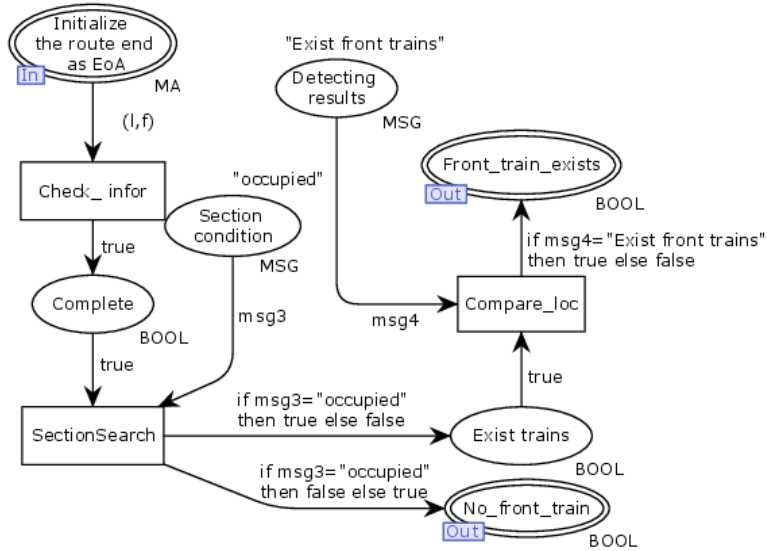 Initialize
the route end
as EoA
In
MA
(l,f)
"Exist front trains"
Detecting
results
MSG
Front_train_exists
Out
BOOL
Check_ infor
"occupied"
Section
condition
MSG
true
if msg4="Exist front trains"
then true else false
Complete
BOOL
msg3
msg4
Compare_loc
true
true
SectionSearch
if msg3="occupied"
then true else false
Exist trains
BOOL
if msg3="occupied"
then false else true
No_front_train
Out
BOOL